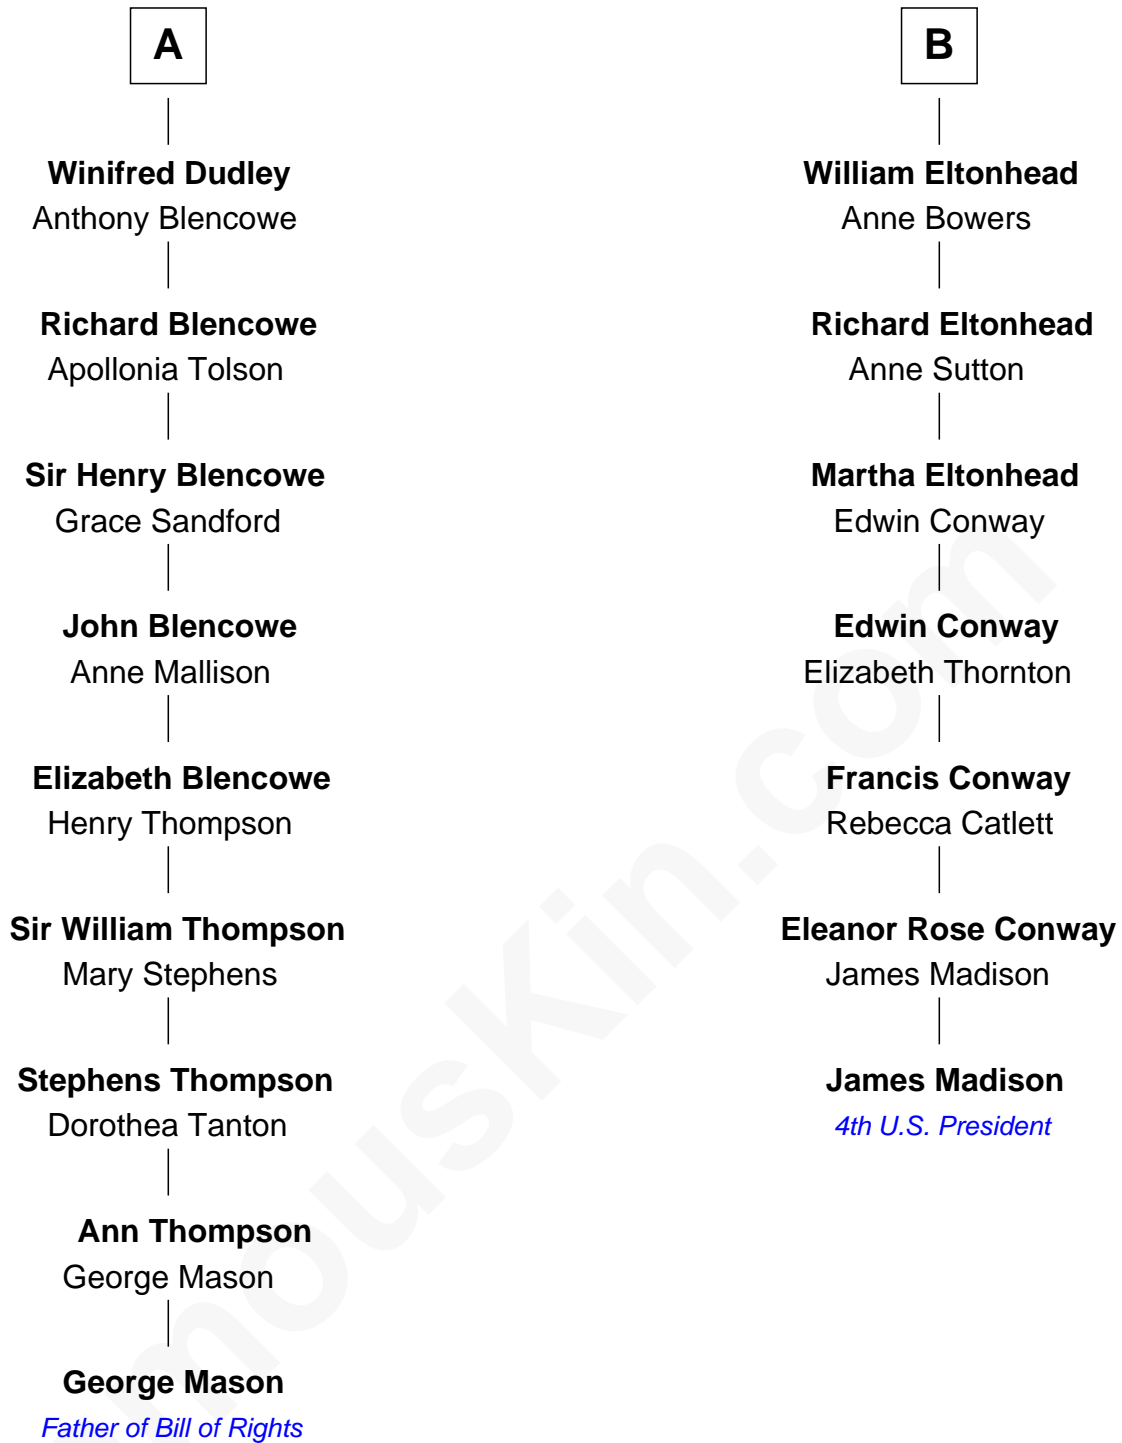 A
Winifred Dudley
Anthony Blencowe
Richard Blencowe
Apollonia Tolson
Sir Henry Blencowe
Grace Sandford
John Blencowe
Anne Mallison
Elizabeth Blencowe
Henry Thompson
Sir William Thompson
Mary Stephens
Stephens Thompson
Dorothea Tanton
Ann Thompson
George Mason
George Mason
Father of Bill of Rights
B
William Eltonhead
Anne Bowers
Richard Eltonhead
Anne Sutton
Martha Eltonhead
Edwin Conway
Edwin Conway
Elizabeth Thornton
Francis Conway
Rebecca Catlett
Eleanor Rose Conway
James Madison
James Madison
4th U.S. President
mousKin.com